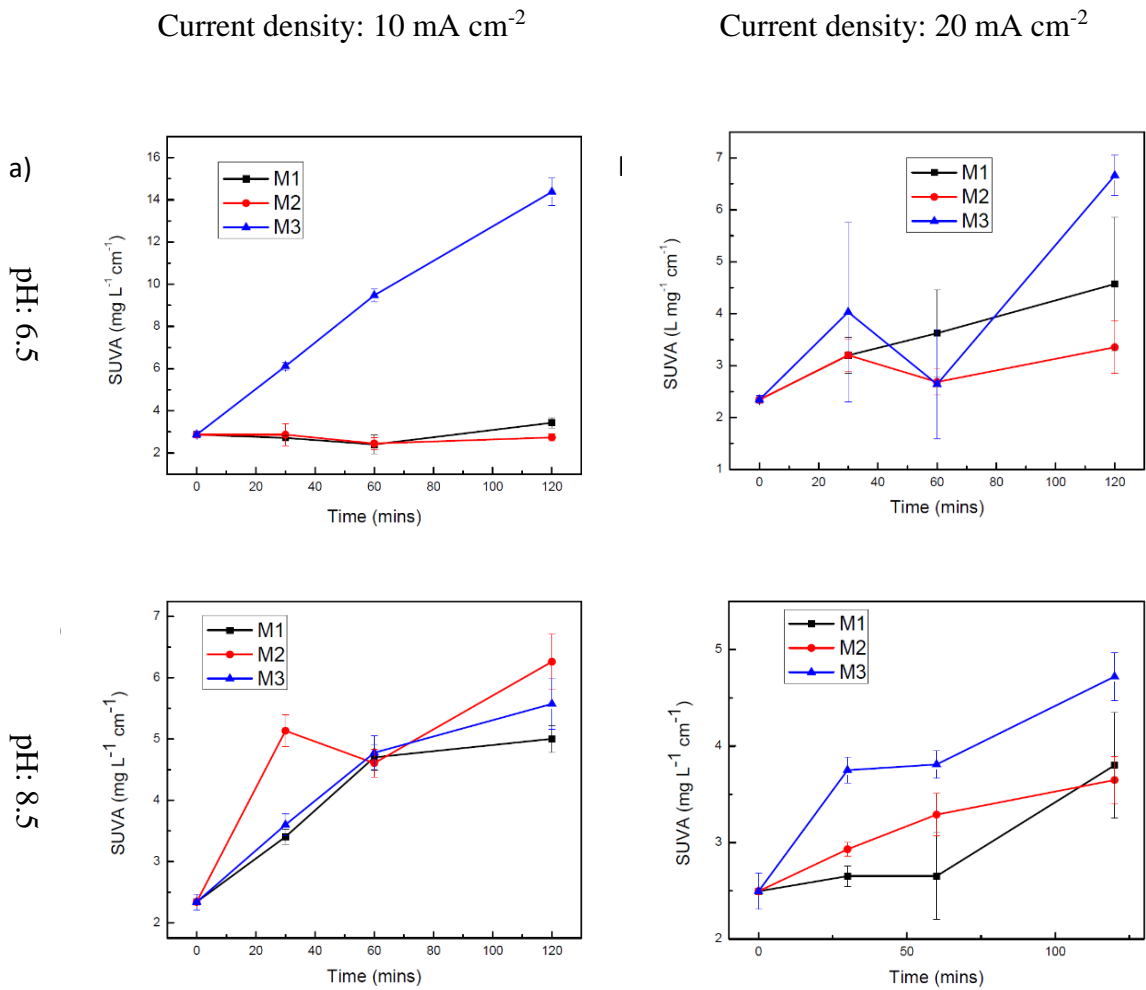 Current density: 10 mA cm-2
Current density: 20 mA cm-2
a)
pH: 6.5
SUVA (mg L-1 cm-1)
16
14
12
10
8
6
4
2
M1
M2
M3
0 20 40 60 80 100 120
Time (mins)
l
SUVA (L mg-1 cm-1)
7
6
5
4
3
2
1
M1
M2
M3
0 20 40 60 80 100 120
Time (mins)
pH: 8.5
SUVA (mg L-1 cm-1)
7
6
5
4
3
2
M1
M2
M3
0 20 40 60 80 100 120
Time (mins)
SUVA (mg L-1 cm-1)
5
4
3
2
M1
M2
M3
0 50 100
Time (mins)